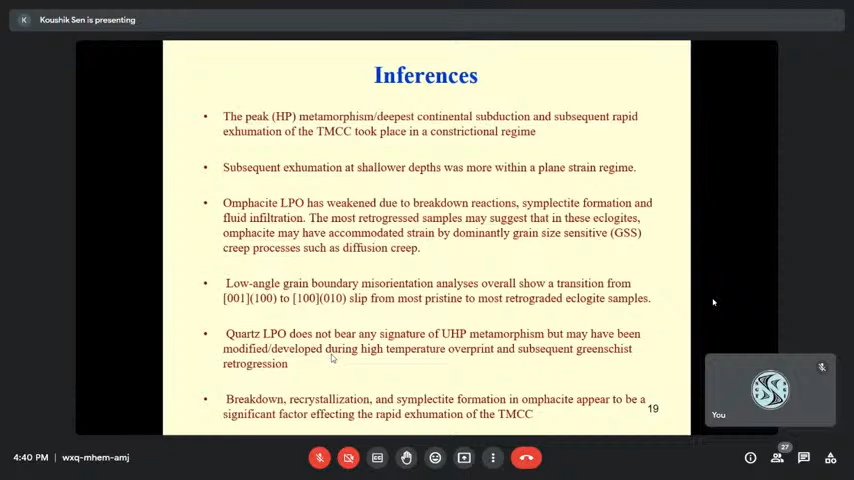 K Koushik Sen is presenting
Inferences
• The peak (HP) metamorphism/deepest continental subduction and subsequent rapid
exhumation of the TMCC took place in a constrictional regime
• Subsequent exhumation at shallower depths was more within a plane strain regime.
• Omphacite LPO has weakened due to breakdown reactions, symplectite formation and
fluid infiltration. The most retrogressed samples may suggest that in these eclogites,
omphacite may have accommodated strain by dominantly grain size sensitive (GSS)
creep processes such as diffusion creep.
• Low-angle grain boundary misorientation analyses overall show a transition from
[001](100) to [100](010) slip from most pristine to most retrograded eclogite samples.
• Quartz LPO does not bear any signature of UHP metamorphism but may have been
modified/developed during high temperature overprint and subsequent greenschist
retrogression
• Breakdown, recrystallization, and symplectite formation in omphacite appear to be a
significant factor effecting the rapid exhumation of the TMCC
19
You
4:40 PM | wxq-mhem-amj
27